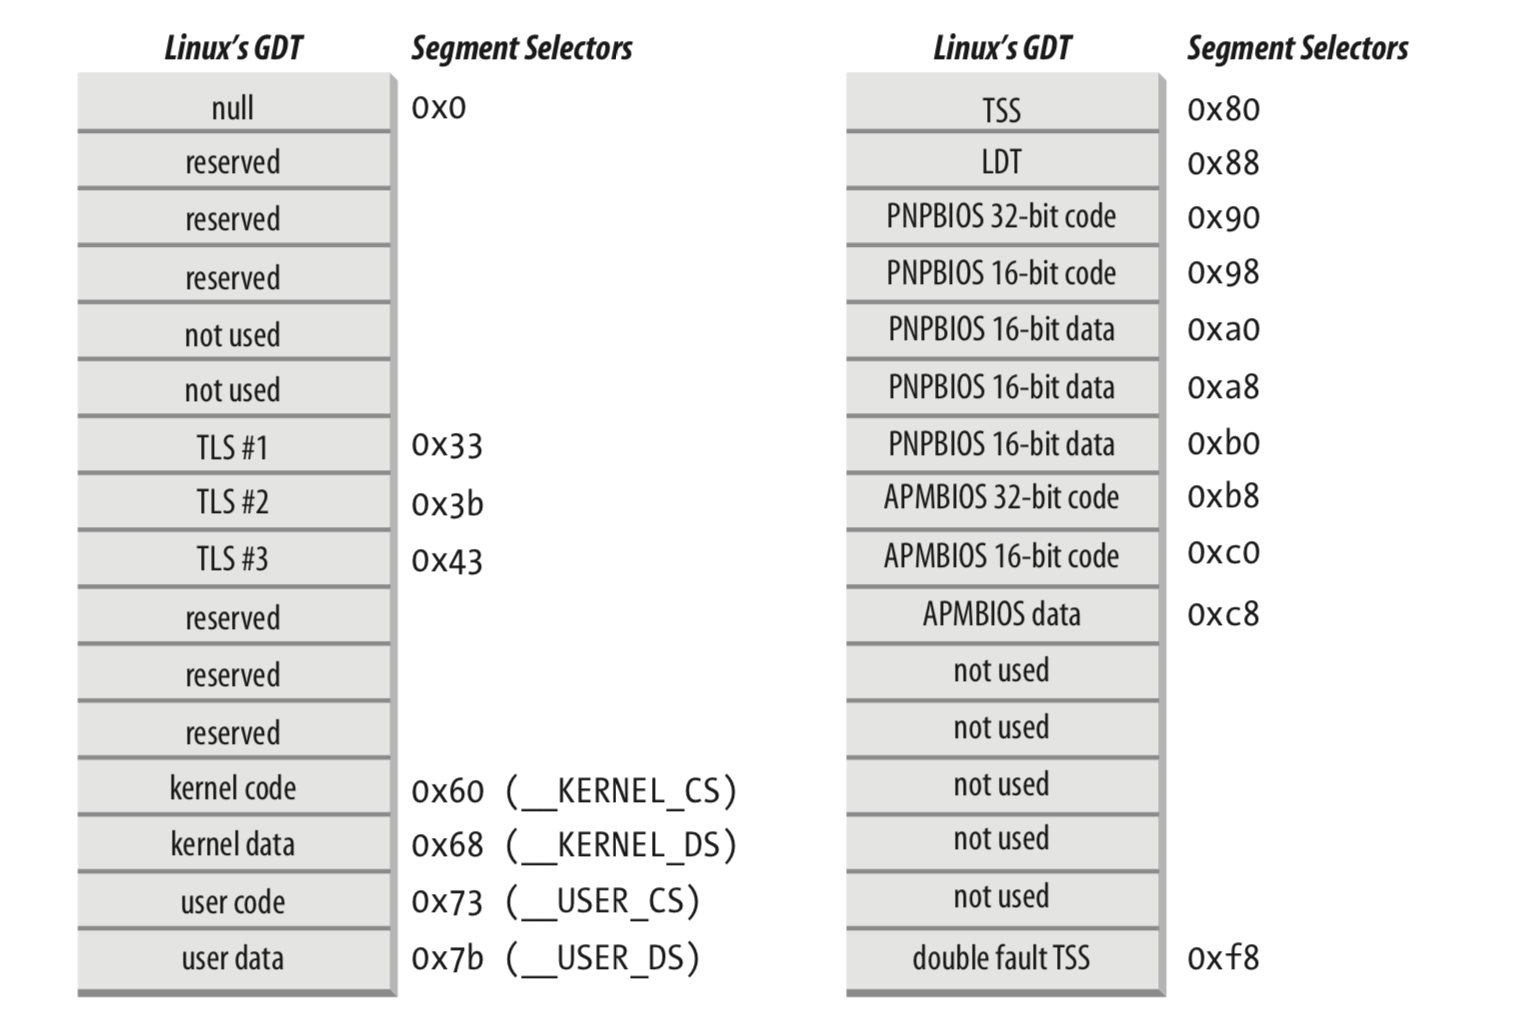 Linux's GDT Segment Selectors
null 0x0
reserved
reserved
reserved
not used
not used
TLS #1 0x33
TLS #2 0x3b
TLS #3 0x43
reserved
reserved
reserved
kernel code 0x60 (__KERNEL_CS)
kernel data 0x68 (__KERNEL_DS)
user code 0x73 (__USER_CS)
user data 0x7b (__USER_DS)
Linux's GDT Segment Selectors
TSS 0x80
LDT 0x88
PNPBIOS 32-bit code 0x90
PNPBIOS 16-bit code 0x98
PNPBIOS 16-bit data 0xa0
PNPBIOS 16-bit data 0xa8
PNPBIOS 16-bit data 0xb0
APMBIOS 32-bit code 0xb8
APMBIOS 16-bit code 0xc0
APMBIOS data 0xc8
not used
not used
not used
not used
not used
double fault TSS 0xf8